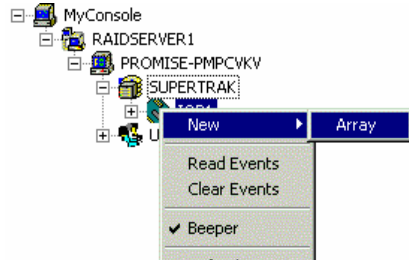 MyConsole
RAIDSERVER1
PROMISE-PMPCVKV
SUPERTRAK
New Array
Read Events
Clear Events
Beeper